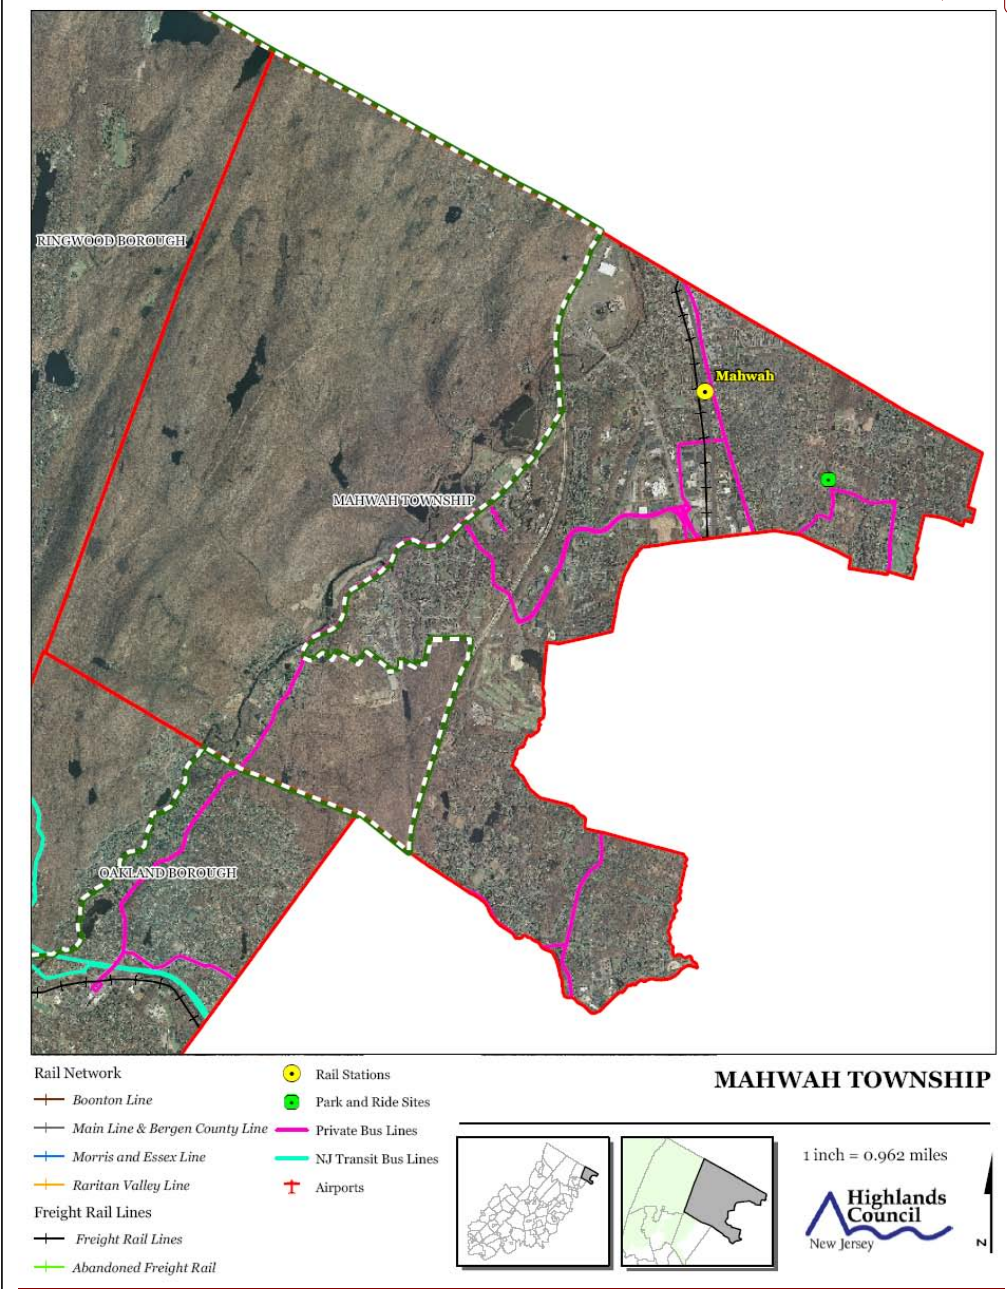 RINGWOOD BOROUGH
Mahwah
MAHWAH TOWNSHIP
OAKLAND BOROUGH
Rail Network
Boonton Line
Main Line & Bergen County Line
Morris and Essex Line
Raritan Valley Line
Freight Rail Lines
Freight Rail Lines
Abandoned Freight Rail
Rail Stations
Park and Ride Sites
Private Bus Lines
NJ Transit Bus Lines
Airports
MAHWAH TOWNSHIP
1 inch = 0.962 miles
Highlands
Council
New Jersey
N